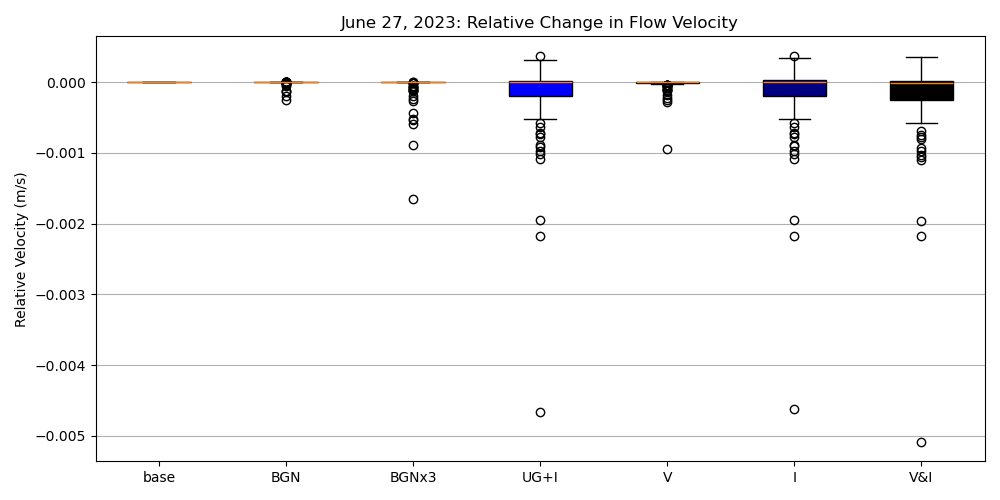 June 27, 2023: Relative Change in Flow Velocity
Relative Velocity (m/s)
0.000
−0.001
−0.002
−0.003
−0.004
−0.005
base BGN BGNx3 UG+I V I V&I